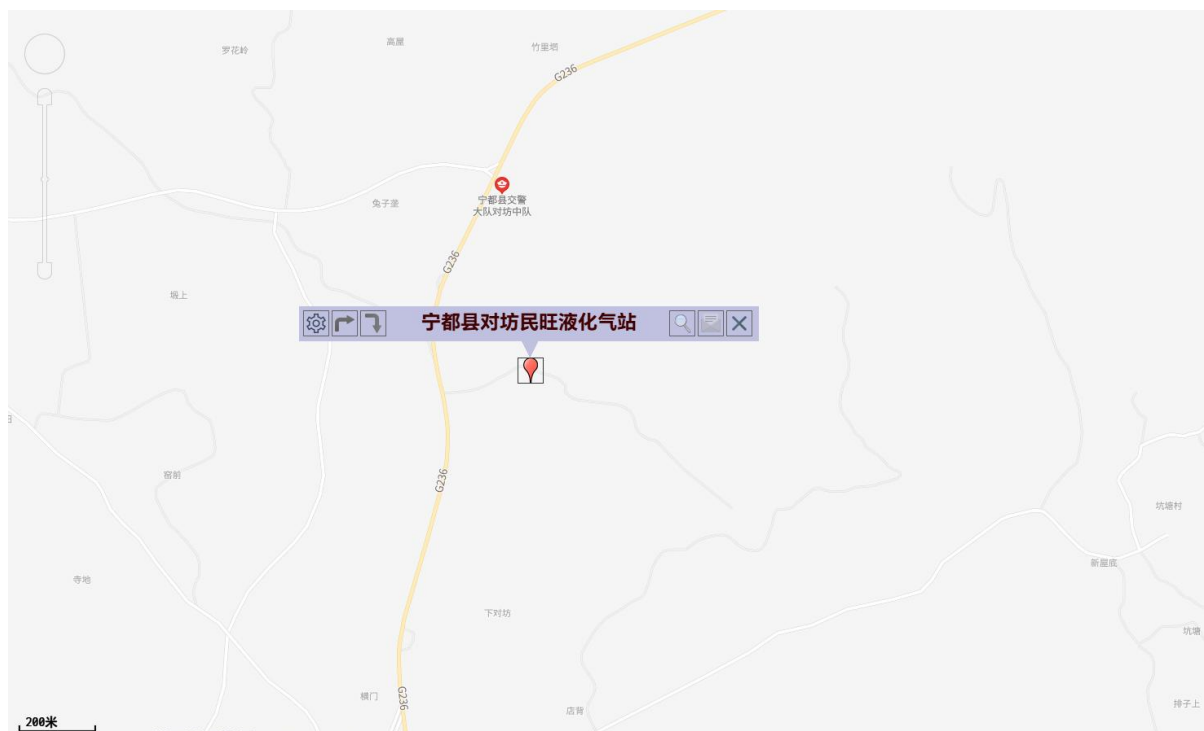 罗花岭
高屋
竹里塅
G236
兔子垄
宁都县交警
大队对坊中队
G236
塅上
宁都县对坊民旺液化气站
窑前
G236
坑塘村
新屋底
寺地
下对坊
坑塘
横门
G236
店背
排子上
200米